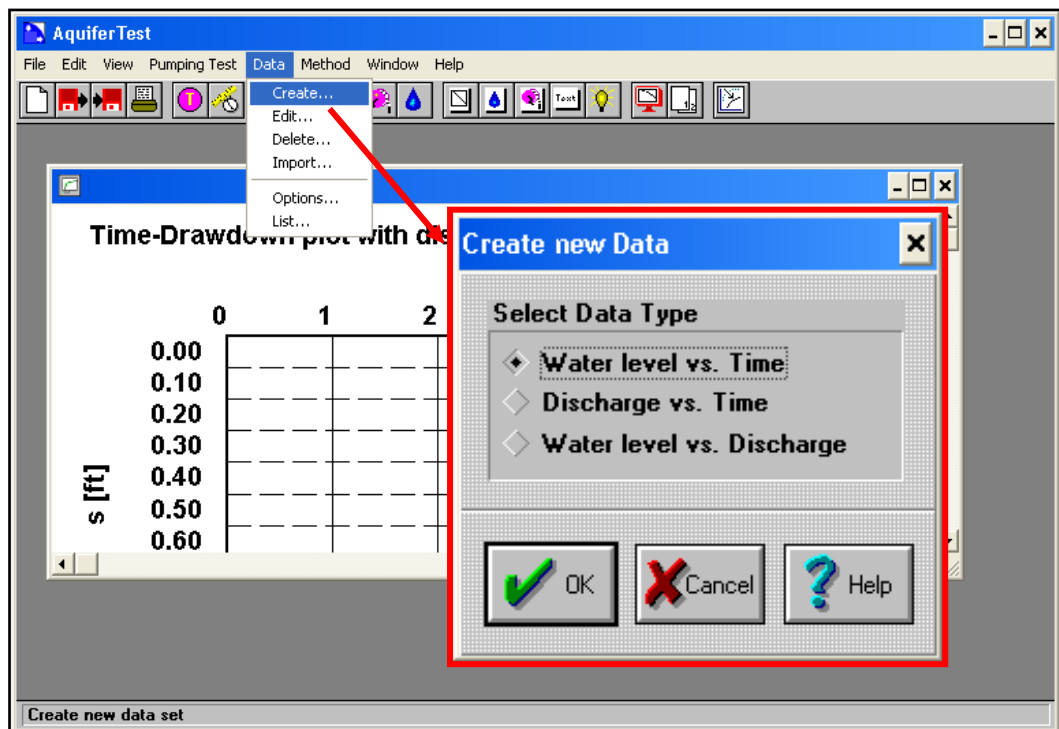 AquiferTest
File Edit View Pumping Test Data Method Window Help
T Text 1 2
Create...
Edit...
Delete...
Import...
Options...
List...
Time-Drawdown plot with dis
0 1 2
0.00
0.10
0.20
0.30
0.40
0.50
0.60
s [ft]
Create new Data
Select Data Type
Water level vs. Time
Discharge vs. Time
Water level vs. Discharge
OK Cancel Help
Create new data set